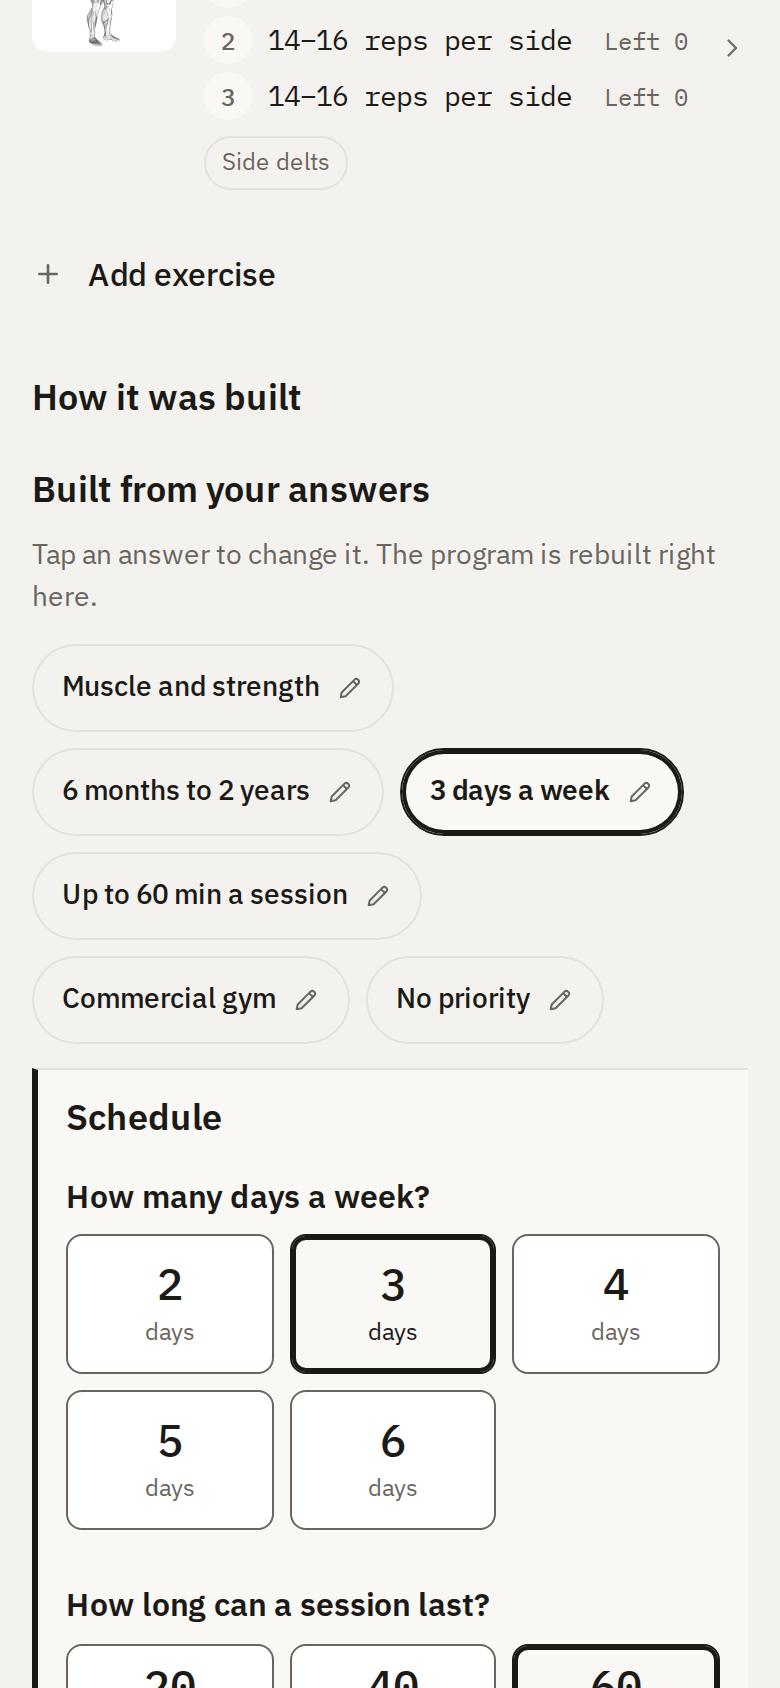 2 14–16 reps per side Left 0
3 14–16 reps per side Left 0
Side delts
Add exercise
How it was built
Built from your answers
Tap an answer to change it. The program is rebuilt right
here.
Muscle and strength
6 months to 2 years
3 days a week
Up to 60 min a session
Commercial gym
No priority
Schedule
How many days a week?
2
days
3
days
4
days
5
days
6
days
How long can a session last?
20
40
60